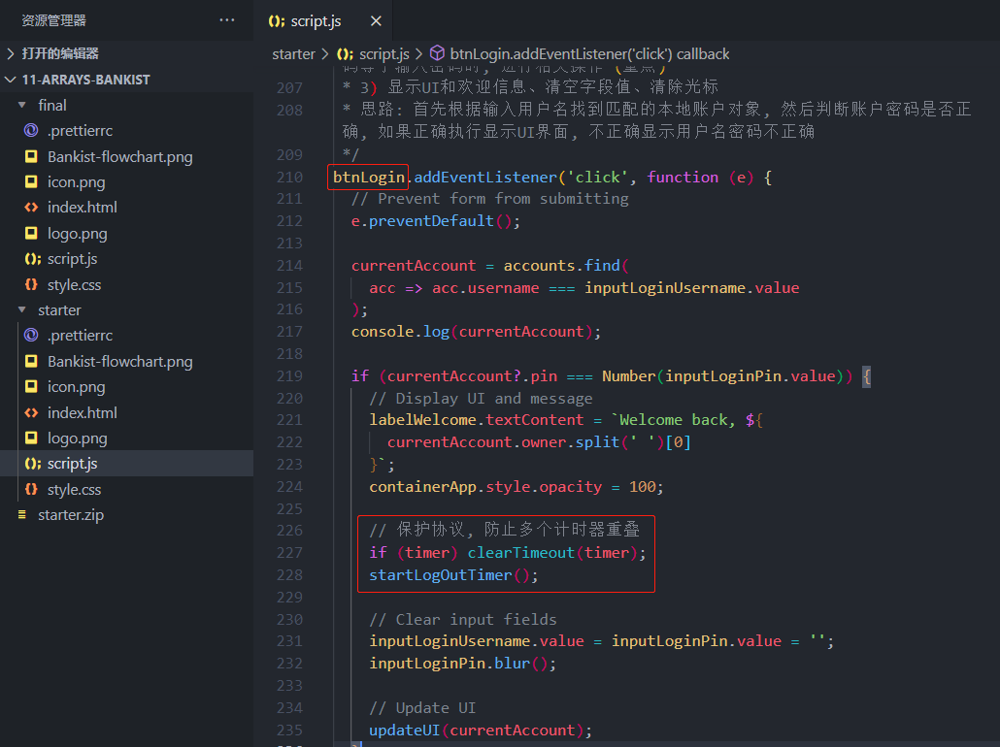 资源管理器
···
打开的编辑器
11-ARRAYS-BANKIST
final
.prettierrc
Bankist-flowchart.png
icon.png
index.html
logo.png
script.js
style.css
starter
.prettierrc
Bankist-flowchart.png
icon.png
index.html
logo.png
script.js
style.css
starter.zip
script.js
starter > script.js > btnLogin.addEventListener('click') callback
207 * 3) 显示UI和欢迎信息、清空字段值、清除光标
208 * 思路: 首先根据输入用户名找到匹配的本地账户对象, 然后判断账户密码是否正
确, 如果正确执行显示UI界面, 不正确显示用户名密码不正确
209 */
210 btnLogin.addEventListener('click', function (e) {
211 // Prevent form from submitting
212 e.preventDefault();
213
214 currentAccount = accounts.find(
215 acc => acc.username === inputLoginUsername.value
216 );
217 console.log(currentAccount);
218
219 if (currentAccount?.pin === Number(inputLoginPin.value)) {
220 // Display UI and message
221 labelWelcome.textContent = `Welcome back, ${
222 currentAccount.owner.split(' ')[0]
223 }`;
224 containerApp.style.opacity = 100;
225
226 // 保护协议, 防止多个计时器重叠
227 if (timer) clearTimeout(timer);
228 startLogOutTimer();
229
230 // Clear input fields
231 inputLoginUsername.value = inputLoginPin.value = '';
232 inputLoginPin.blur();
233
234 // Update UI
235 updateUI(currentAccount);